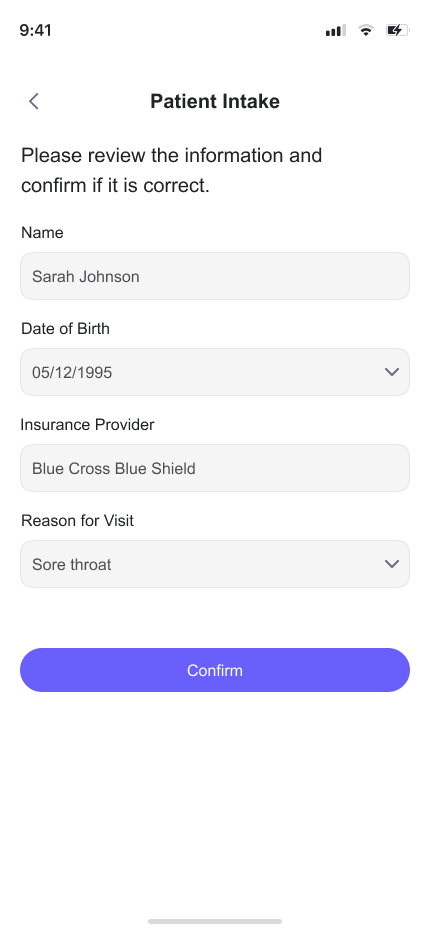 9:41
Patient Intake
Please review the information and
confirm if it is correct.
Name
Sarah Johnson
Date of Birth
05/12/1995
Insurance Provider
Blue Cross Blue Shield
Reason for Visit
Sore throat
Confirm